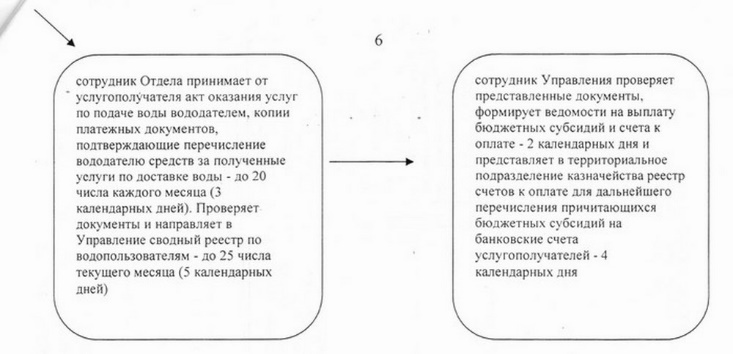 6
сотрудник Отдела принимает от
услугополучателя акт оказания услуг
по подаче воды вододателем, копии
платежных документов,
подтверждающие перечисление
вододателю средств за полученные
услуги по доставке воды - до 20
числа каждого месяца (3
календарных дней). Проверяет
документы и направляет в
Управление сводный реестр по
водопользователям - до 25 числа
текущего месяца (5 календарных
дней)
сотрудник Управления проверяет
представленные документы,
формирует ведомости на выплату
бюджетных субсидий и счета к
оплате - 2 календарных дня и
представляет в территориальное
подразделение казначейства реестр
счетов к оплате для дальнейшего
перечисления причитающихся
бюджетных субсидий на
банковские счета
услугополучателей - 4
календарных дня